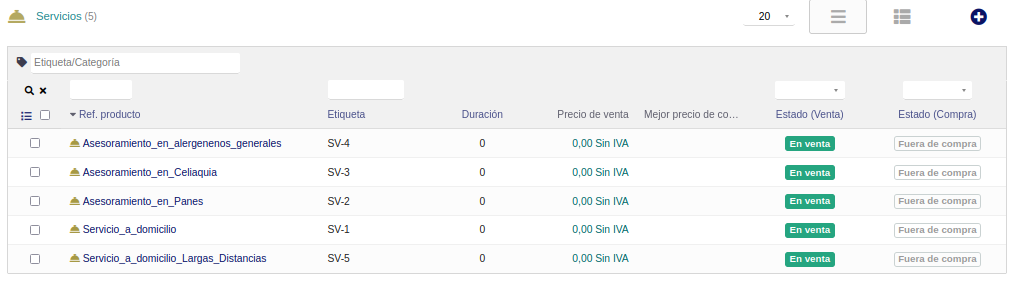 Servicios (5) 20
Etiqueta/Categoría
Ref. producto Etiqueta Duración Precio de venta Mejor precio de co… Estado (Venta) Estado (Compra)
Asesoramiento_en_alergenenos_generales SV-4 0 0,00 Sin IVA En venta Fuera de compra
Asesoramiento_en_Celiaquia SV-3 0 0,00 Sin IVA En venta Fuera de compra
Asesoramiento_en_Panes SV-2 0 0,00 Sin IVA En venta Fuera de compra
Servicio_a_domicilio SV-1 0 0,00 Sin IVA En venta Fuera de compra
Servicio_a_domicilio_Largas_Distancias SV-5 0 0,00 Sin IVA En venta Fuera de compra